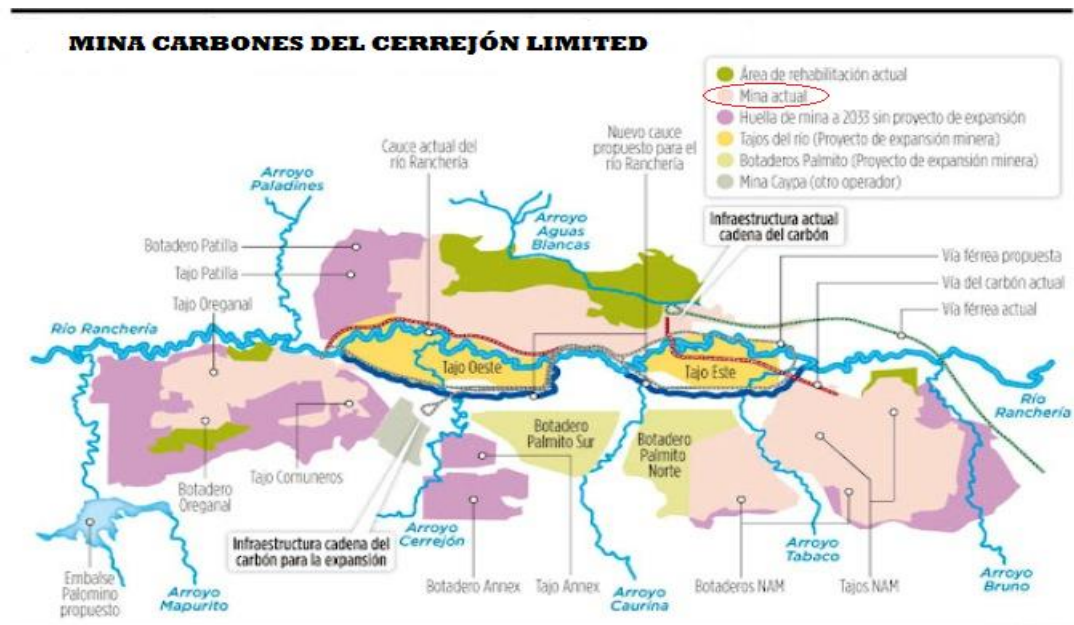 MINA CARBONES DEL CERREJÓN LIMITED
Área de rehabilitación actual
Mina actual
Huella de mina a 2033 sin proyecto de expansión
Tajos del río (Proyecto de expansión minera)
Botaderos Palmito (Proyecto de expansión minera)
Mina Caypa (otro operador)
Nuevo cauce
propuesto para el
río Ranchería
Cauce actual del
río Ranchería
Arroyo
Paladines
Arroyo
Aguas
Blancas
Infraestructura actual
cadena del carbón
Botadero Patilla
Tajo Patilla
Tajo Oreganal
Vía férrea propuesta
Vía del carbón actual
Vía férrea actual
Río Ranchería
Tajo Oeste
Tajo Este
Río
Ranchería
Botadero
Palmito Sur
Botadero
Palmito
Norte
Tajo Comuneros
Botadero
Oreganal
Infraestructura cadena del
carbón para la expansión
Arroyo
Cerrejón
Arroyo
Tabaco
Embalse
Palomino
propuesto
Arroyo
Mapurito
Botadero Annex
Tajo Annex
Arroyo
Caurina
Botaderos NAM
Tajos NAM
Arroyo
Bruno